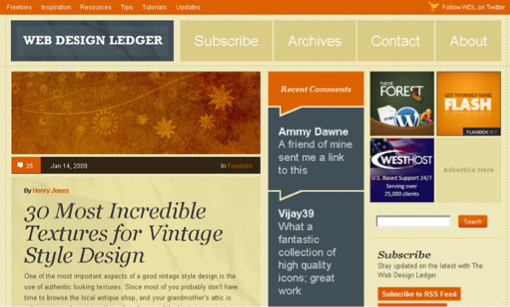 Freebies Inspiration Resources Tips Tutorials Updates
Follow WDL on Twitter
WEB DESIGN LEDGER
Subscribe Archives Contact About
35 Jan 14, 2009 In Freebies
By Henry Jones
30 Most Incredible
Textures for Vintage
Style Design
One of the most important aspects of a good vintage style design is the
use of authentic looking textures. Since most of you probably don't have
time to browse the local antique shop, and your grandmother's attic is
Recent Comments
Ammy Dawne
A friend of mine
sent me a link
to this
Vijay39
What a
fantastic
collection of
high quality
icons; great
work
THEME
FOREST
GET YOURSELF SOME
FLASH
FLASHDEN.NET
WESTHOST
U.S. Based Support 24/7
Serving over
25,000 clients
Advertise Here
Search
Subscribe
Stay updated on the latest with The
Web Design Ledger
Subscribe to RSS Feed